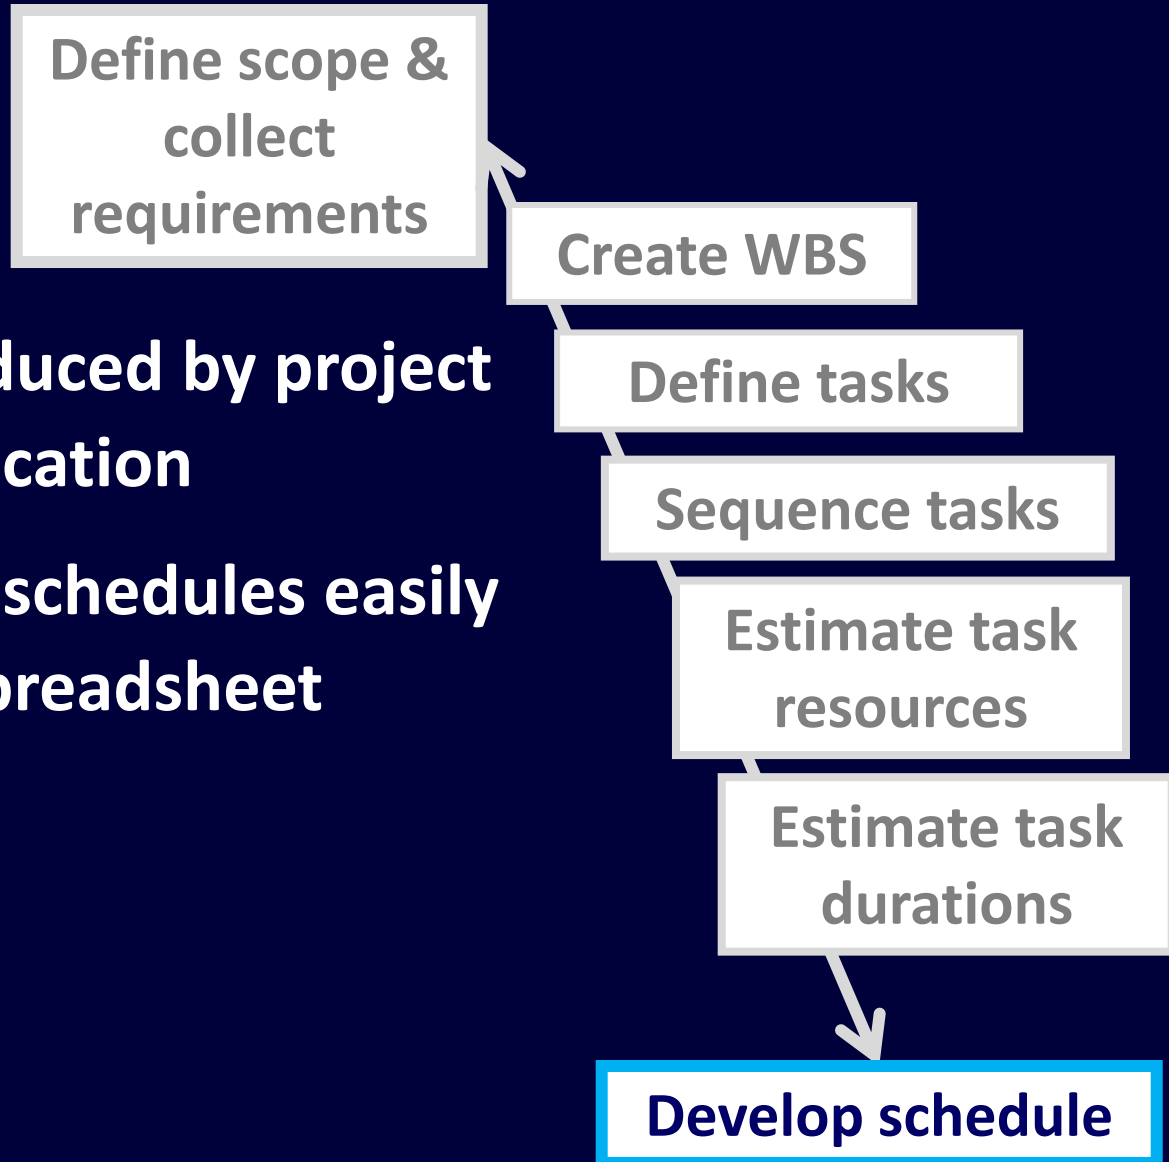 Define scope &
collect
requirements
Create WBS
duced by project
Define tasks
cation
Sequence tasks
schedules easily
Estimate task
resources
preadsheet
Estimate task
durations
Develop schedule